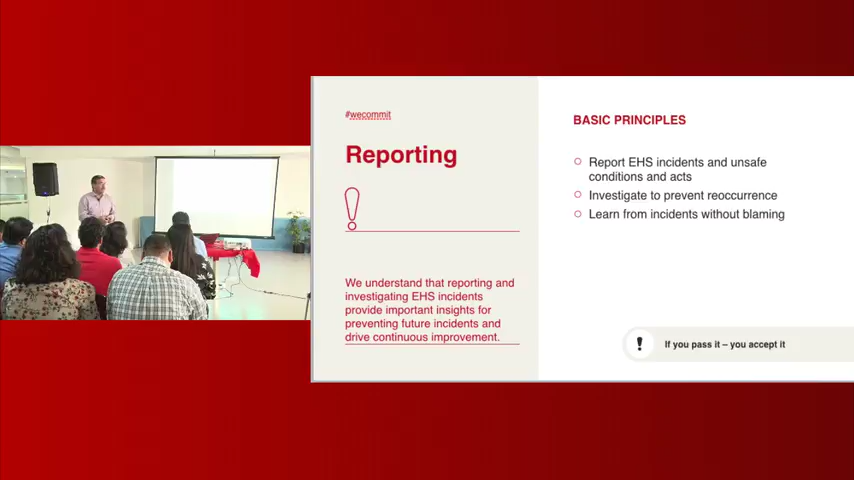 #wecommit
Reporting
We understand that reporting and
investigating EHS incidents
provide important insights for
preventing future incidents and
drive continuous improvement.
BASIC PRINCIPLES
Report EHS incidents and unsafe
conditions and acts
Investigate to prevent reoccurrence
Learn from incidents without blaming
If you pass it – you accept it